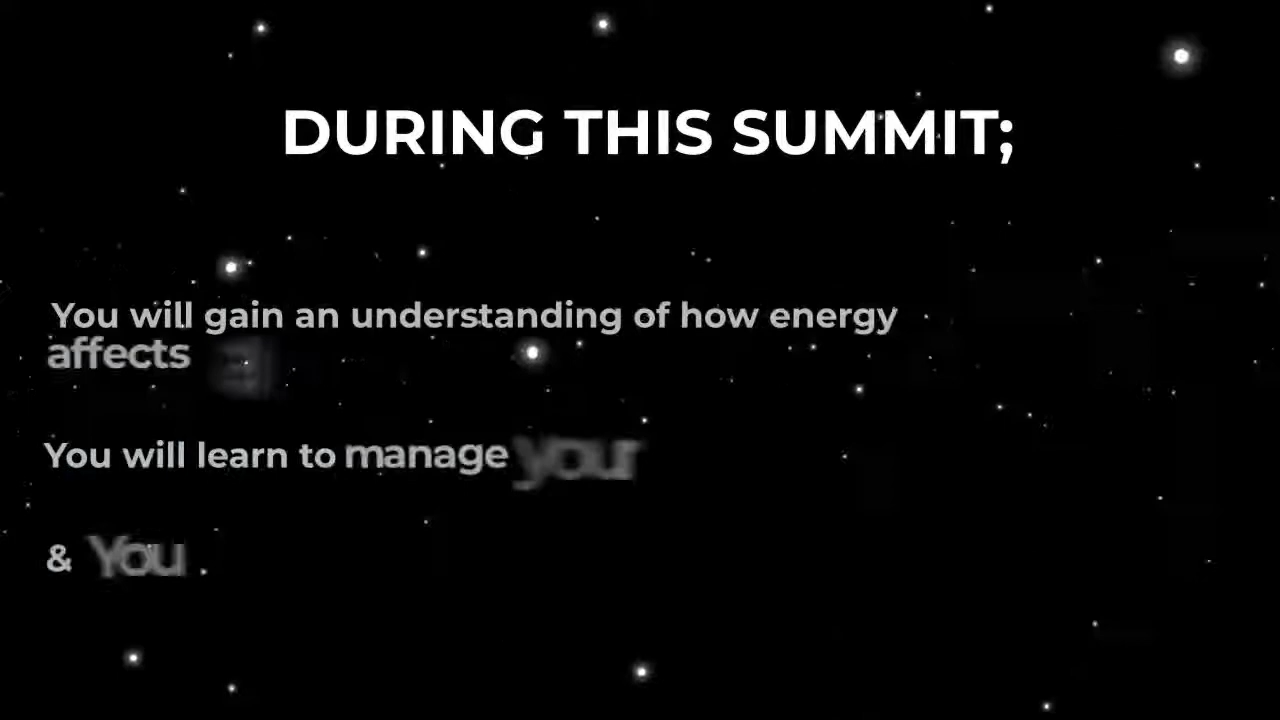 DURING THIS SUMMIT;
You will gain an understanding of how energy
affects
You will learn to manage your
& You